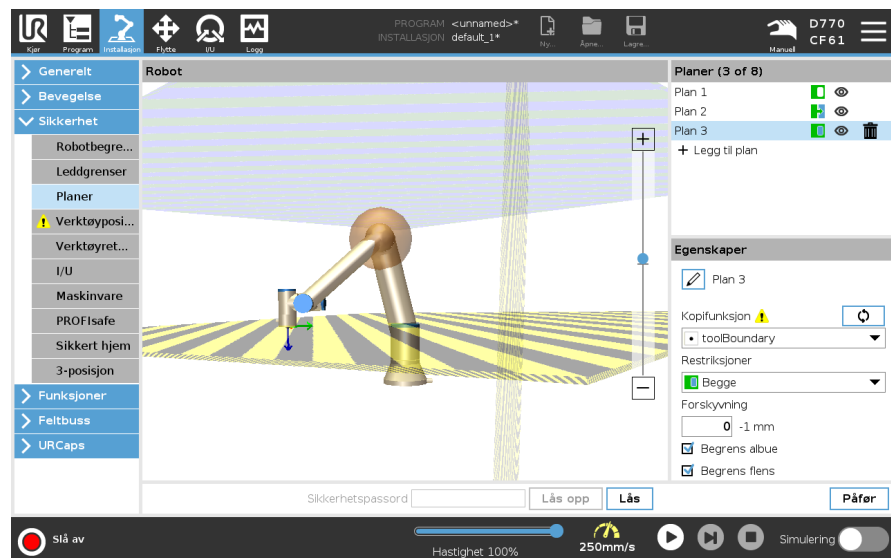 PROGRAM <unnamed>*
INSTALLASJON default_1*
Kjør Program Installasjon Flytte I/U Logg
Ny... Åpne... Lagre...
Manuell
D770
CF61
Generelt
Bevegelse
Sikkerhet
Robotbegre...
Leddgrenser
Planer
Verktøyposi...
Verktøyret...
I/U
Maskinvare
PROFIsafe
Sikkert hjem
3-posisjon
Funksjoner
Feltbuss
URCaps
Robot
Planer (3 of 8)
Plan 1
Plan 2
Plan 3
+ Legg til plan
Egenskaper
Plan 3
Kopifunksjon
toolBoundary
Restriksjoner
Begge
Forskyvning
0 -1 mm
Begrens albue
Begrens flens
Sikkerhetspassord Lås opp Lås
Påfør
Slå av
Hastighet 100%
250mm/s
Simulering